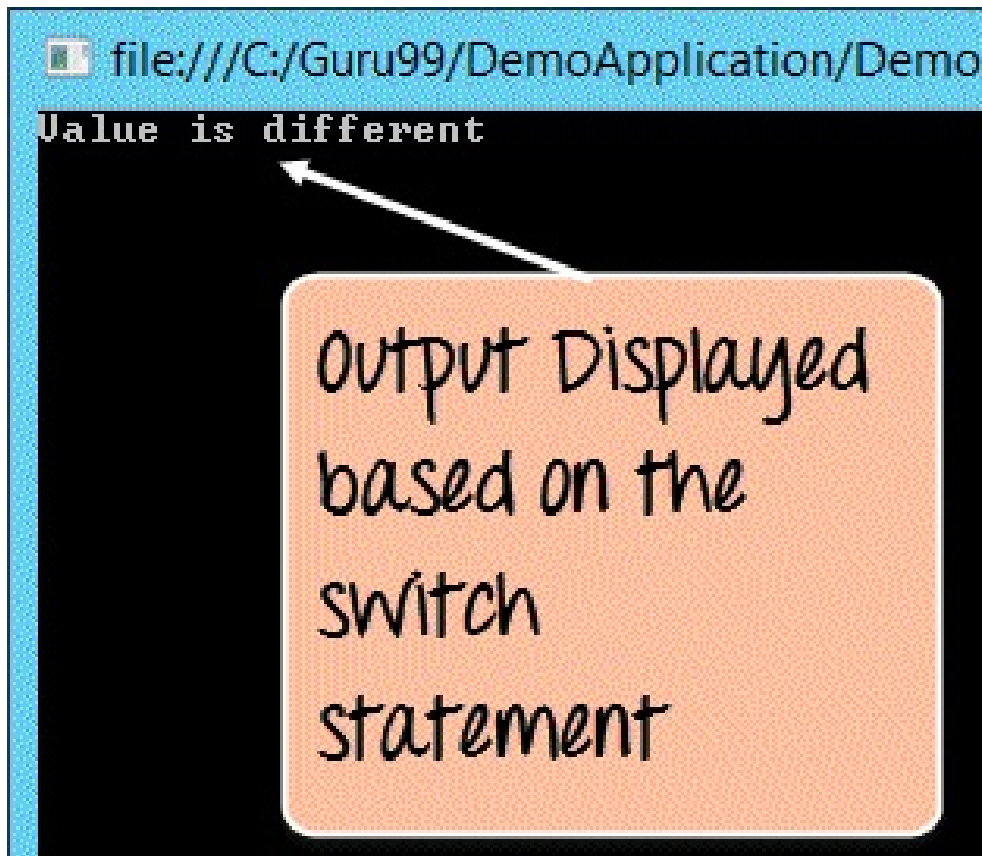 file:///C:/Guru99/DemoApplication/Demo
Value is different
Output Displayed
based on the
switch
statement